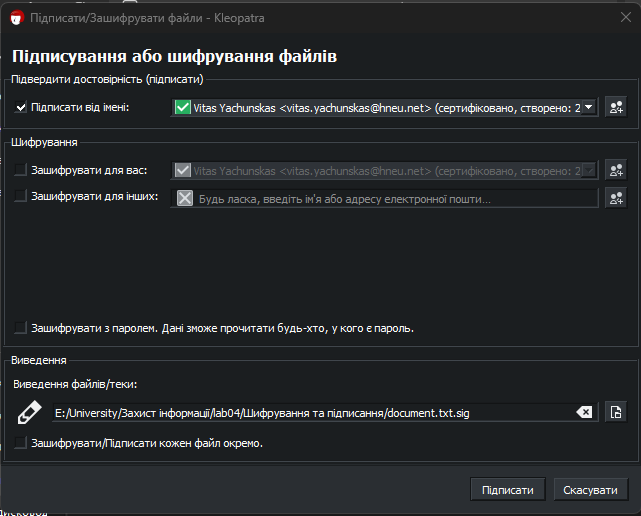 Підписати/Зашифрувати файли - Kleopatra
Підписування або шифрування файлів
Підтвердити достовірність (підписати)
Підписати від імені:
Vitas Yachunskas <vitas.yachunskas@hneu.net> (сертифіковано, створено: 2
Шифрування
Зашифрувати для вас:
Vitas Yachunskas <vitas.yachunskas@hneu.net> (сертифіковано, створено: 2
Зашифрувати для інших:
Будь ласка, введіть ім'я або адресу електронної пошти...
Зашифрувати з паролем. Дані зможе прочитати будь-хто, у кого є пароль.
Виведення
Виведення файлів/теки:
E:/University/Захист інформації/lab04/Шифрування та підписання/document.txt.sig
Зашифрувати/Підписати кожен файл окремо.
Підписати
Скасувати